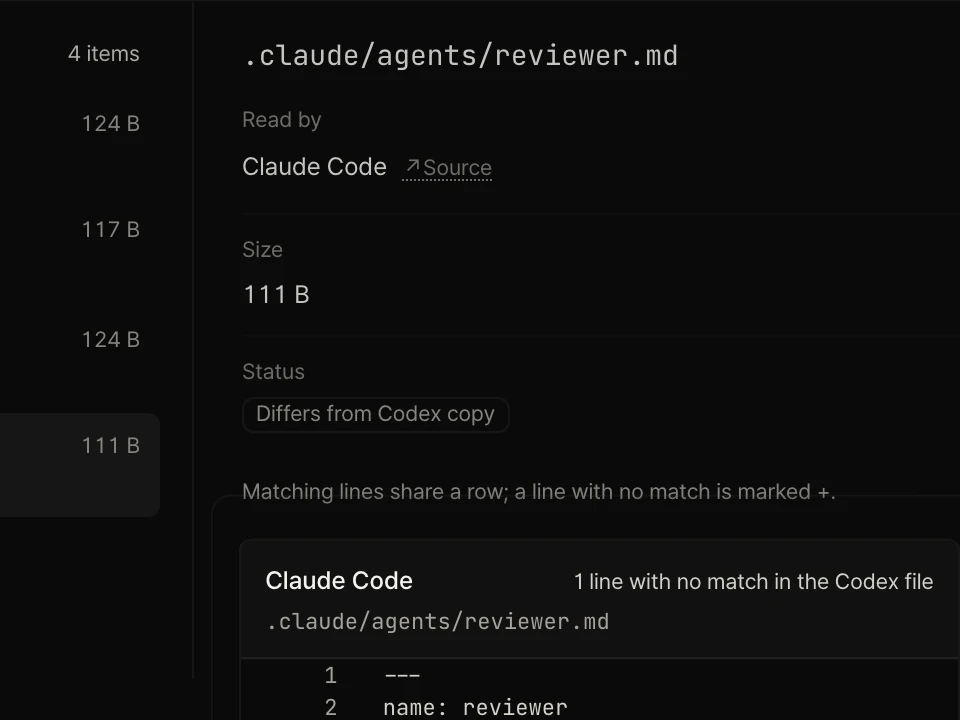 4 items
124 B
117 B
124 B
111 B
.claude/agents/reviewer.md
Read by
Claude Code ↗Source
Size
111 B
Status
Differs from Codex copy
Matching lines share a row; a line with no match is marked +.
Claude Code 1 line with no match in the Codex file
.claude/agents/reviewer.md
1 ---
2 name: reviewer